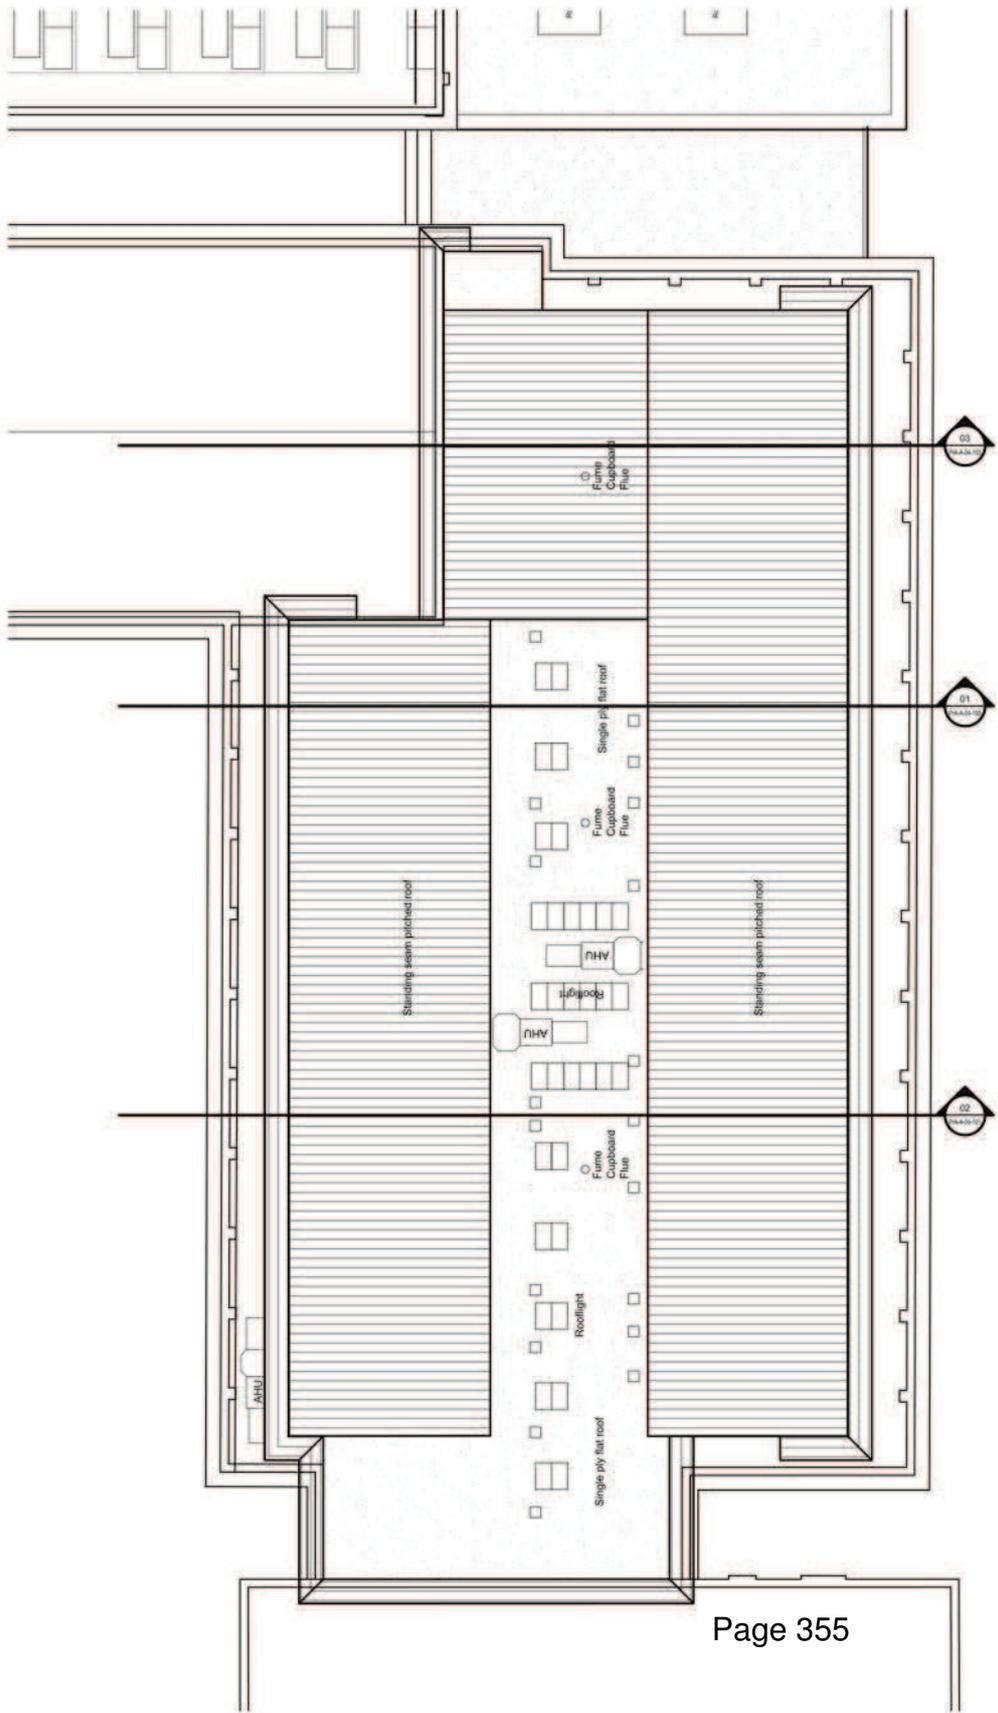 03
Fume
Cupboard
Flue
Single ply flat roof
01
Fume
Cupboard
Flue
Standing seam pitched roof
Standing seam pitched roof
AHU
Rooflight
AHU
02
Fume
Cupboard
Flue
Rooflight
AHU
Single ply flat roof
Page 355